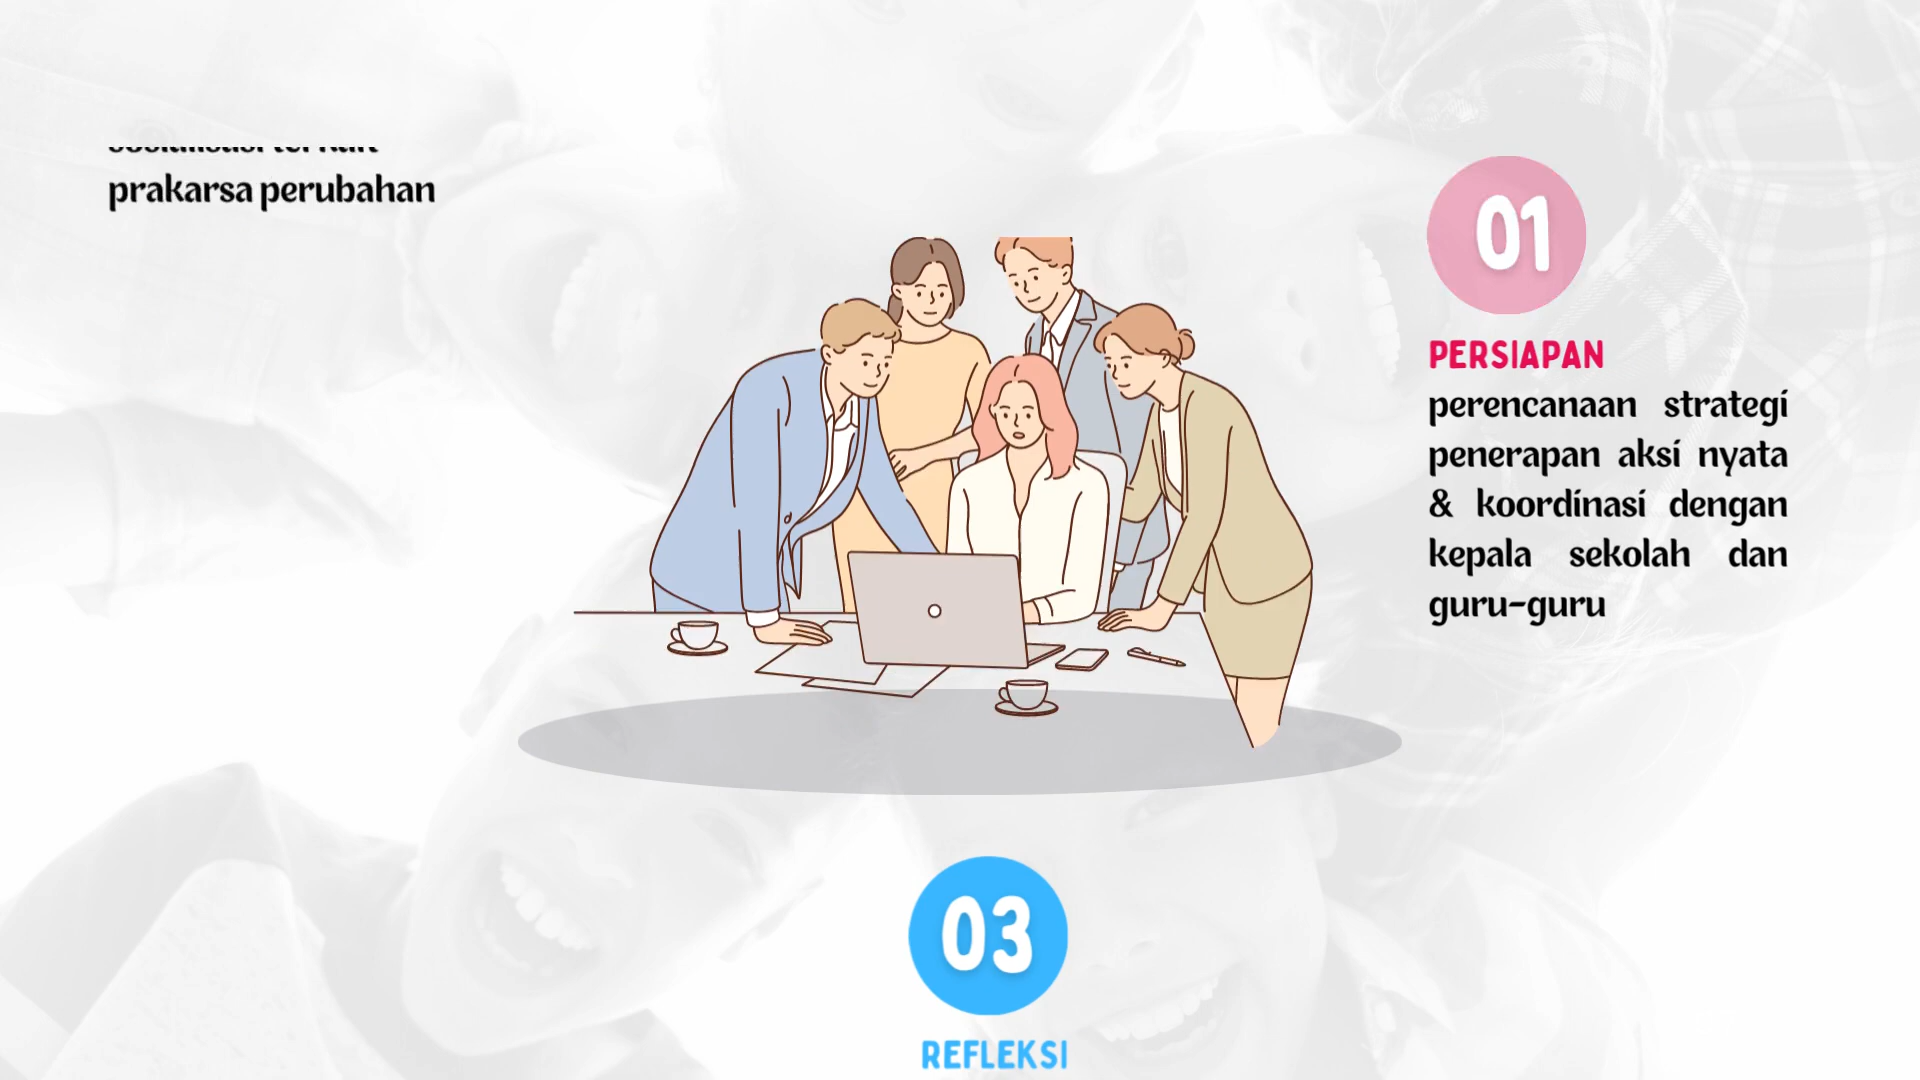 prakarsa perubahan
01
PERSIAPAN
perencanaan strategi
penerapan aksi nyata
& koordinasi dengan
kepala sekolah dan
guru-guru
03
REFLEKSI